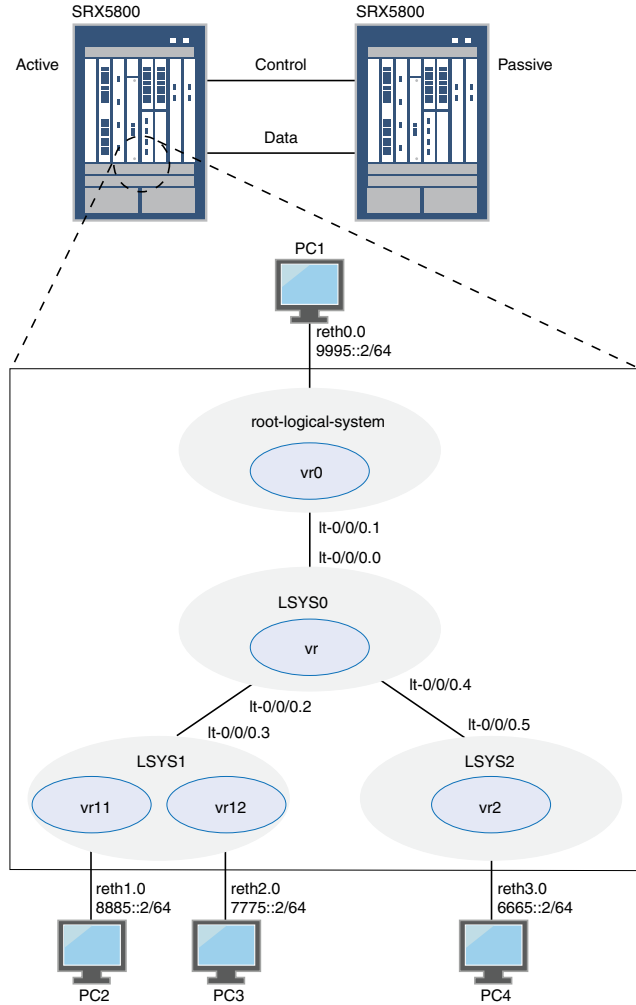 SRX5800
SRX5800
Active
Control
Passive
Data
PC1
reth0.0
9995::2/64
root-logical-system
vr0
lt-0/0/0.1
lt-0/0/0.0
LSYS0
vr
lt-0/0/0.2
lt-0/0/0.4
lt-0/0/0.3
lt-0/0/0.5
LSYS1
LSYS2
vr11
vr12
vr2
reth1.0
8885::2/64
reth2.0
7775::2/64
reth3.0
6665::2/64
PC2
PC3
PC4